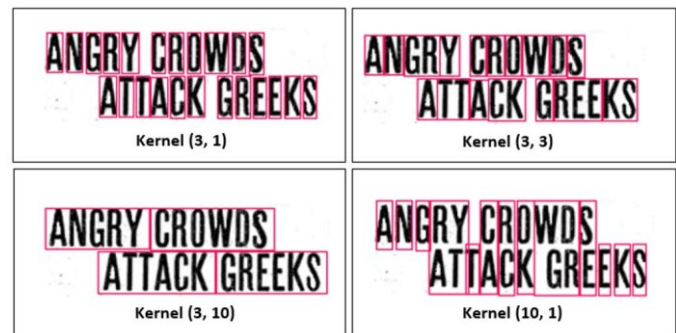 ANGRY CROWDS
ATTACK GREEKS
Kernel (3, 1)
ANGRY CROWDS
ATTACK GREEKS
Kernel (3, 3)
ANGRY CROWDS
ATTACK GREEKS
Kernel (3, 10)
ANGRY CROWDS
ATTACK GREEKS
Kernel (10, 1)